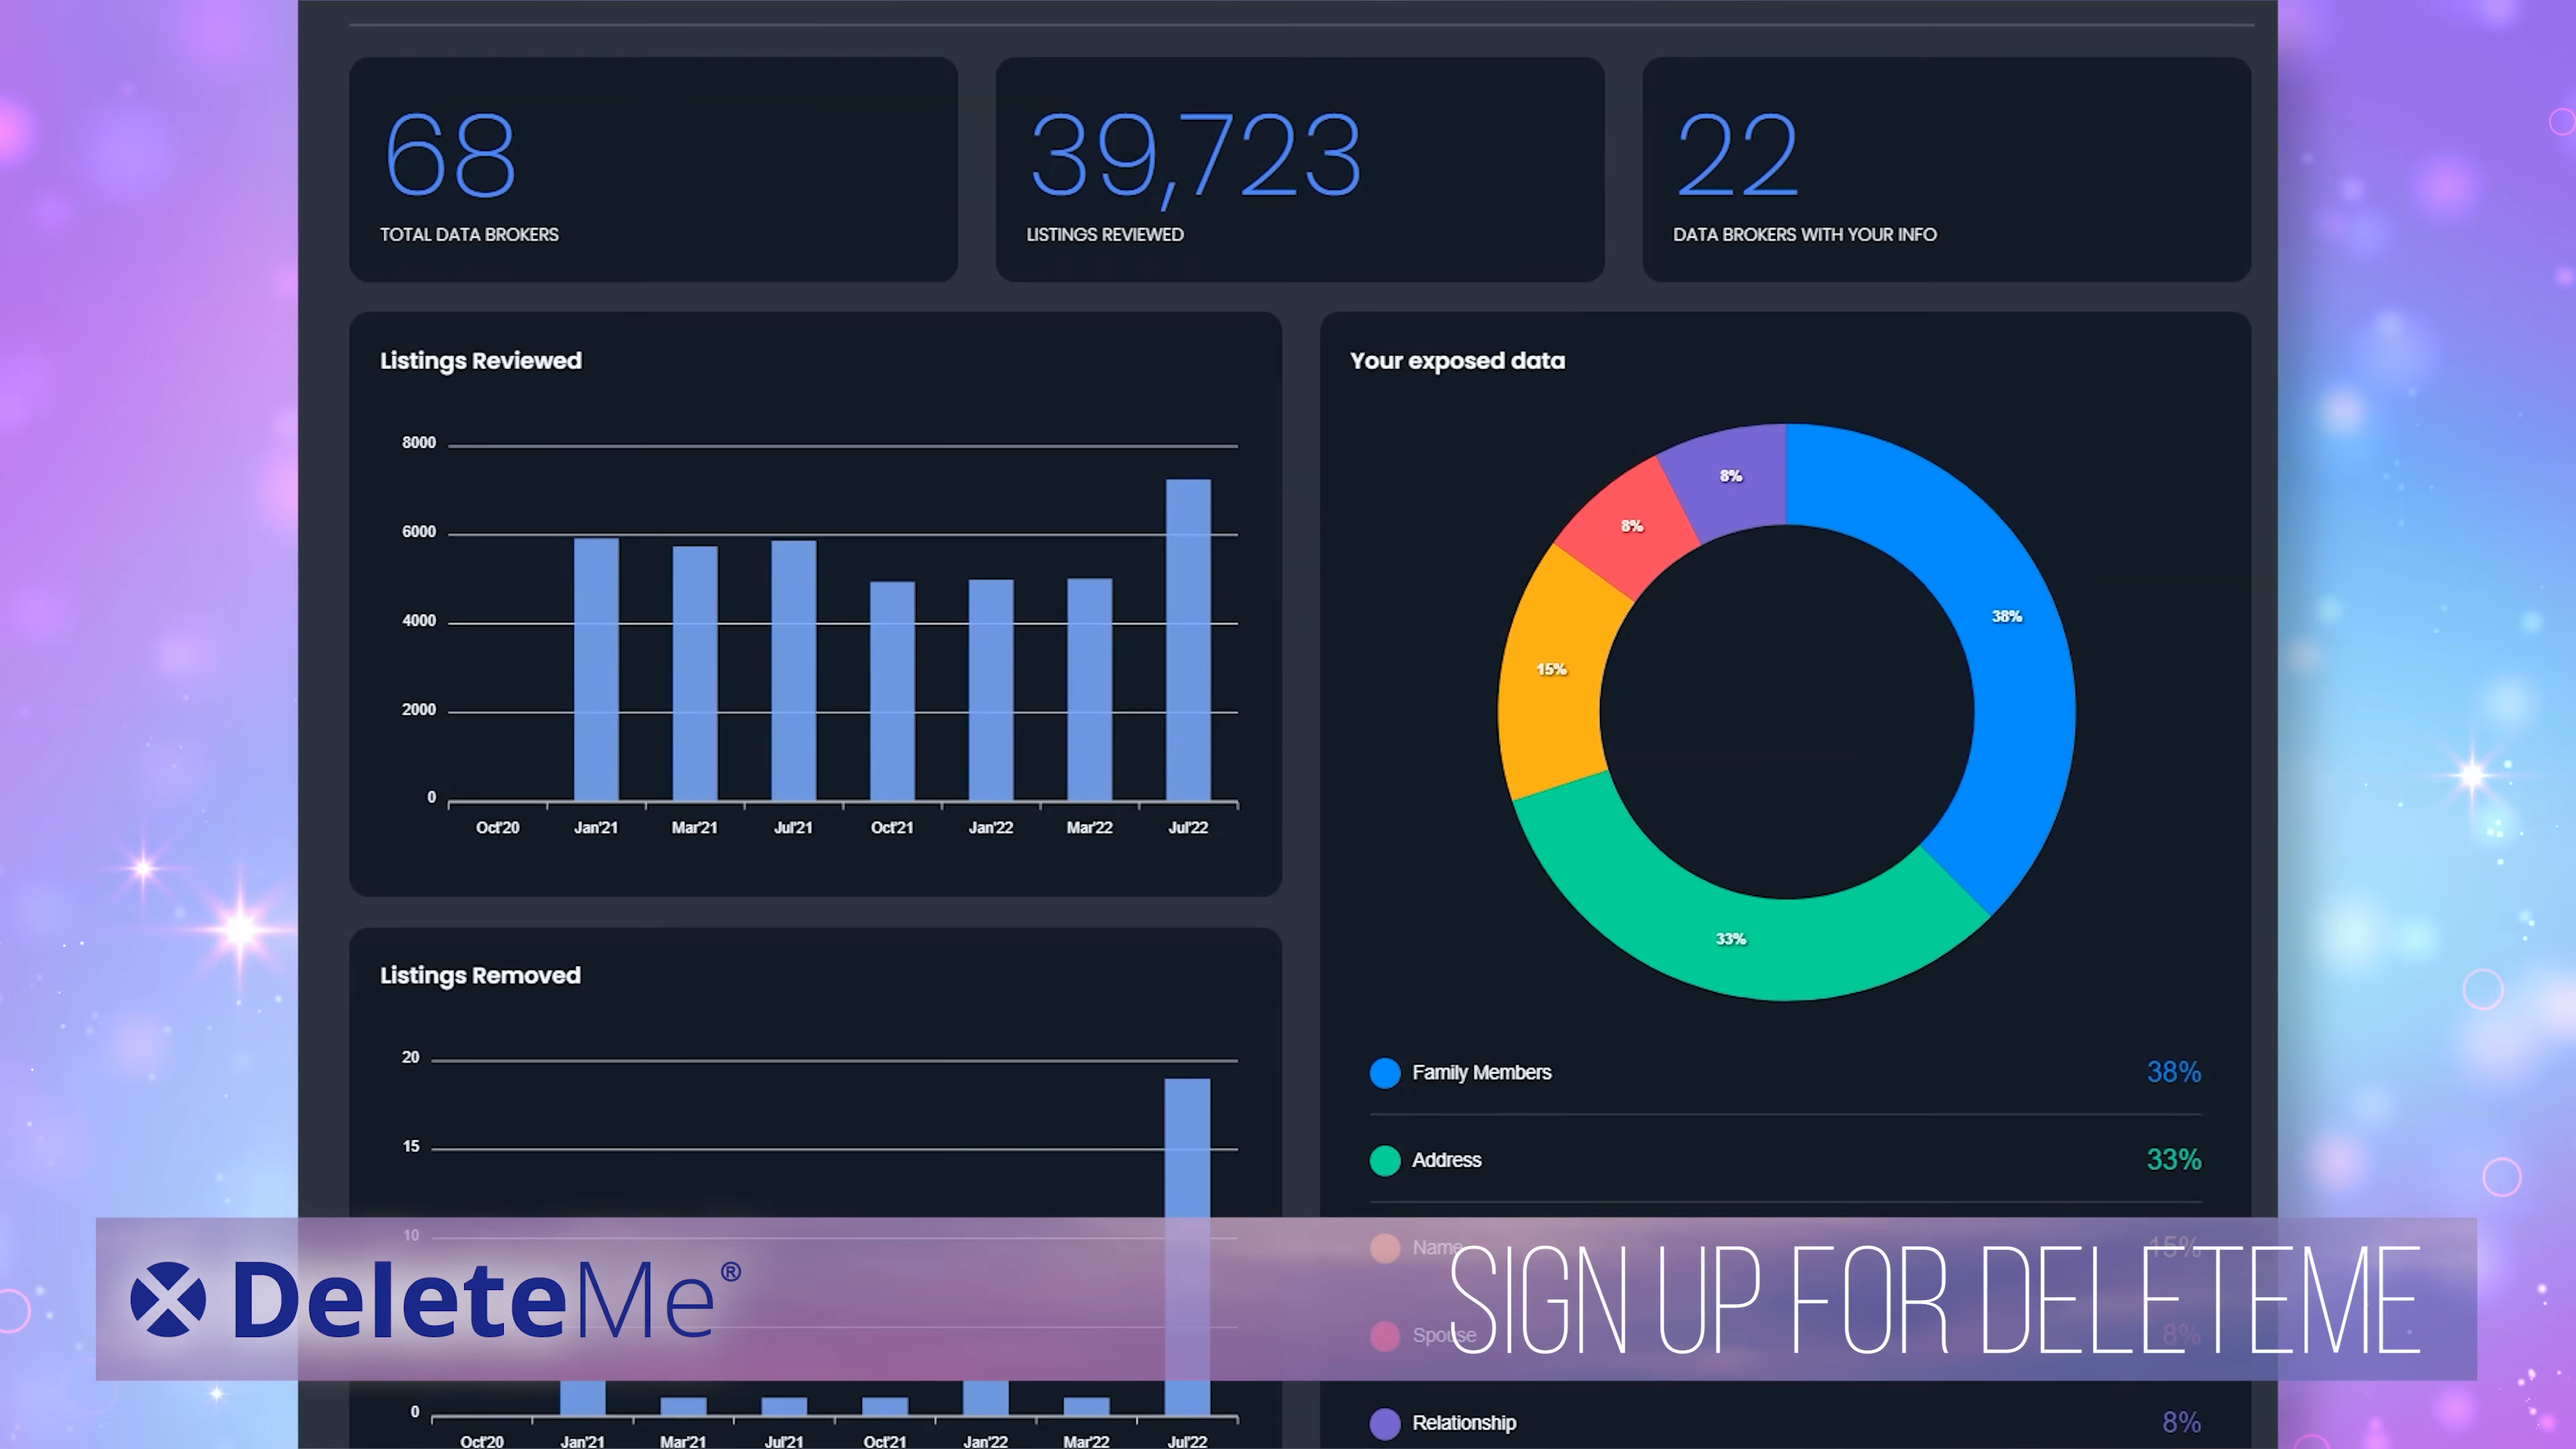 68
TOTAL DATA BROKERS
39,723
LISTINGS REVIEWED
22
DATA BROKERS WITH YOUR INFO
Listings Reviewed
8000
6000
4000
2000
0
Oct'20 Jan'21 Mar'21 Jul'21 Oct'21 Jan'22 Mar'22 Jul'22
Your exposed data
8%
8%
38%
15%
33%
Family Members 38%
Address 33%
Name 15%
Spouse 8%
Relationship 8%
Listings Removed
20
15
10
0
Oct'20 Jan'21 Mar'21 Jul'21 Oct'21 Jan'22 Mar'22 Jul'22
DeleteMe®
SIGN UP FOR DELETEME